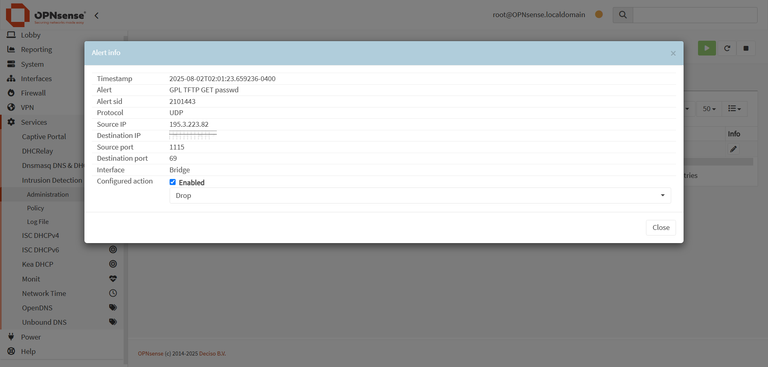 OPNsense
root@OPNsense.localdomain
Lobby
Reporting
System
Interfaces
Firewall
VPN
Services
Captive Portal
DHCRelay
Dnsmasq DNS & DH
Intrusion Detection
Administration
Policy
Log File
ISC DHCPv4
ISC DHCPv6
Kea DHCP
Monit
Network Time
OpenDNS
Unbound DNS
Power
Help
Alert info
×
Timestamp 2025-08-02T02:01:23.659236-0400
Alert GPL TFTP GET passwd
Alert sid 2101443
Protocol UDP
Source IP 195.3.223.82
Destination IP
Source port 1115
Destination port 69
Interface Bridge
Configured action Enabled
Drop
Close
50
Info
tries
OPNsense (c) 2014-2025 Deciso B.V.